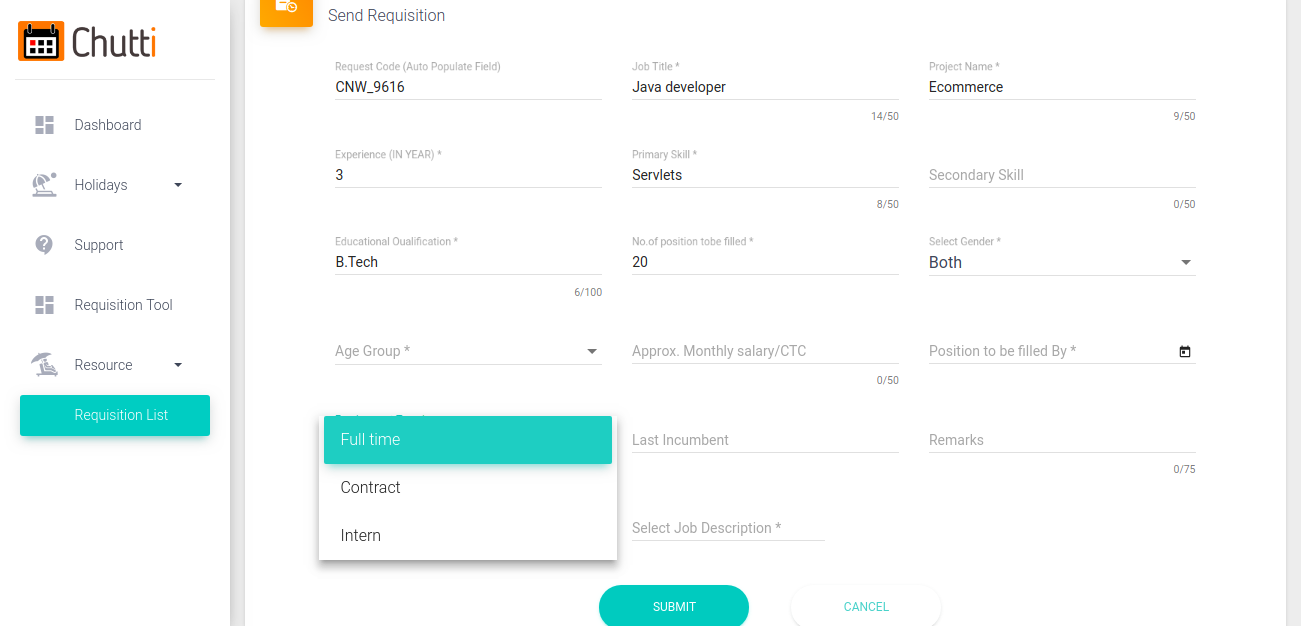 Chutti
Dashboard
Holidays
Support
Requisition Tool
Resource
Requisition List
Send Requisition
Request Code (Auto Populate Field)
CNW_9616
Job Title *
Java developer
14/50
Project Name *
Ecommerce
9/50
Experience (IN YEAR) *
3
Primary Skill *
Servlets
8/50
Secondary Skill
0/50
Educational Qualification *
B.Tech
6/100
No.of position tobe filled *
20
Select Gender *
Both
Age Group *
Approx. Monthly salary/CTC
0/50
Position to be filled By *
Full time
Contract
Intern
Last Incumbent
Remarks
0/75
Select Job Description *
SUBMIT
CANCEL